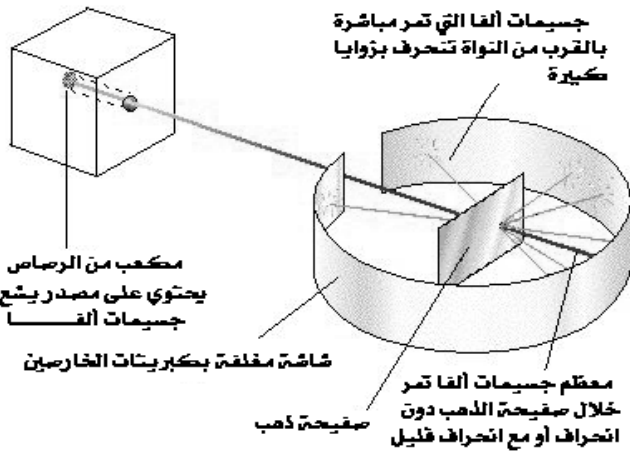 جسيمات ألفا التي تمر مباشرة
بالقرب من النواة تنحرف بزوايا
كبيرة
مكعب من الرصاص
يحتوي على مصدر يشع
جسيمات ألفــــا
شاشة مغلفة بكبريتات الخارصين
صفيحة ذهب
معظم جسيمات ألفا تمر
خلال صفيحة الذهب دون
انحراف أو مع انحراف قليل